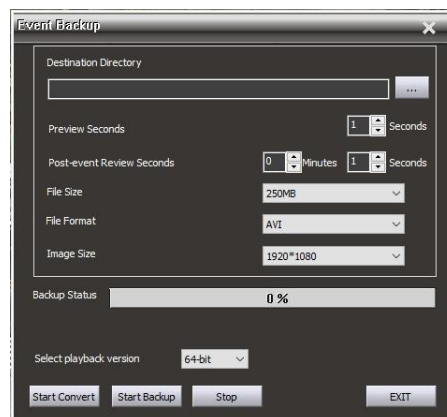 Event Backup
Destination Directory
...
Preview Seconds 1 Seconds
Post-event Review Seconds 0 Minutes 1 Seconds
File Size 250MB
File Format AVI
Image Size 1920*1080
Backup Status 0 %
Select playback version 64-bit
Start Convert Start Backup Stop EXIT